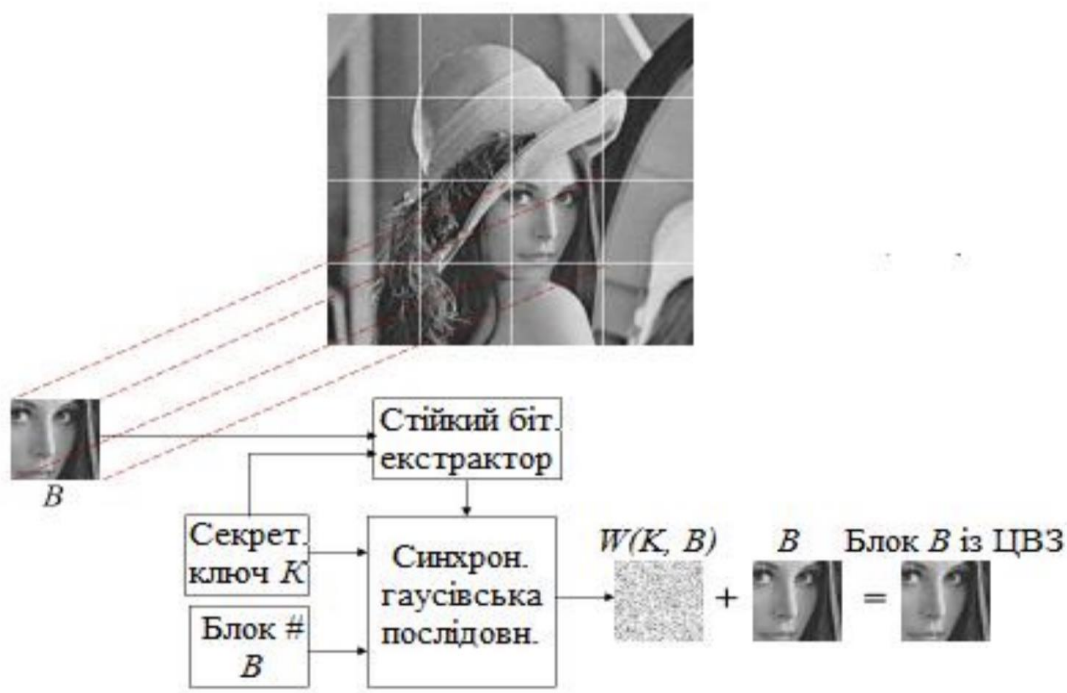 B
Стійкий біт.
екстрактор
Секрет.
ключ K
Блок #
B
Синхрон.
гаусівська
послідовн.
W(K, B)
+
B
=
Блок B із ЦВЗ